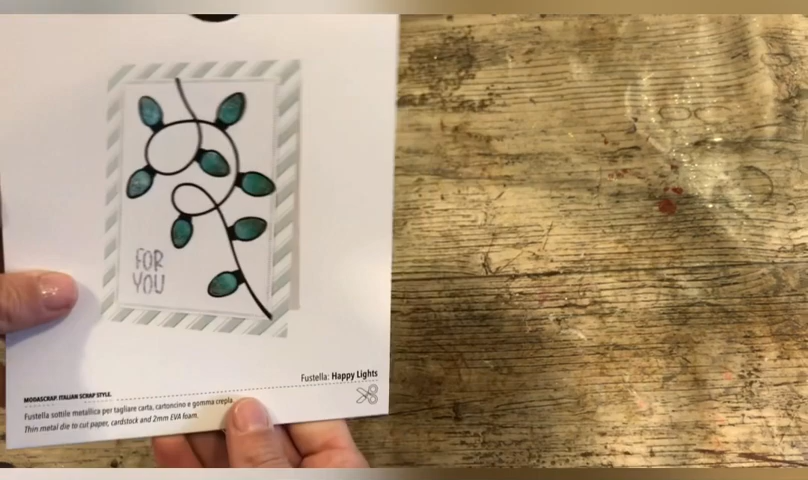 FOR
YOU
Fustella: Happy Lights
MODASCRAP. ITALIAN SCRAP STYLE.
Fustella sottile metallica per tagliare carta, cartoncino e gomma crepla.
Thin metal die to cut paper, cardstock and 2mm EVA foam.